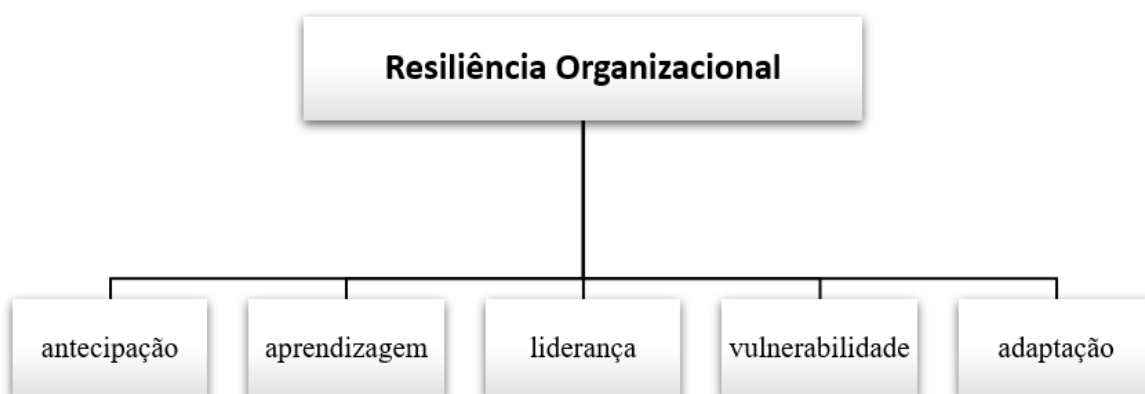 Resiliência Organizacional
antecipação
aprendizagem
liderança
vulnerabilidade
adaptação